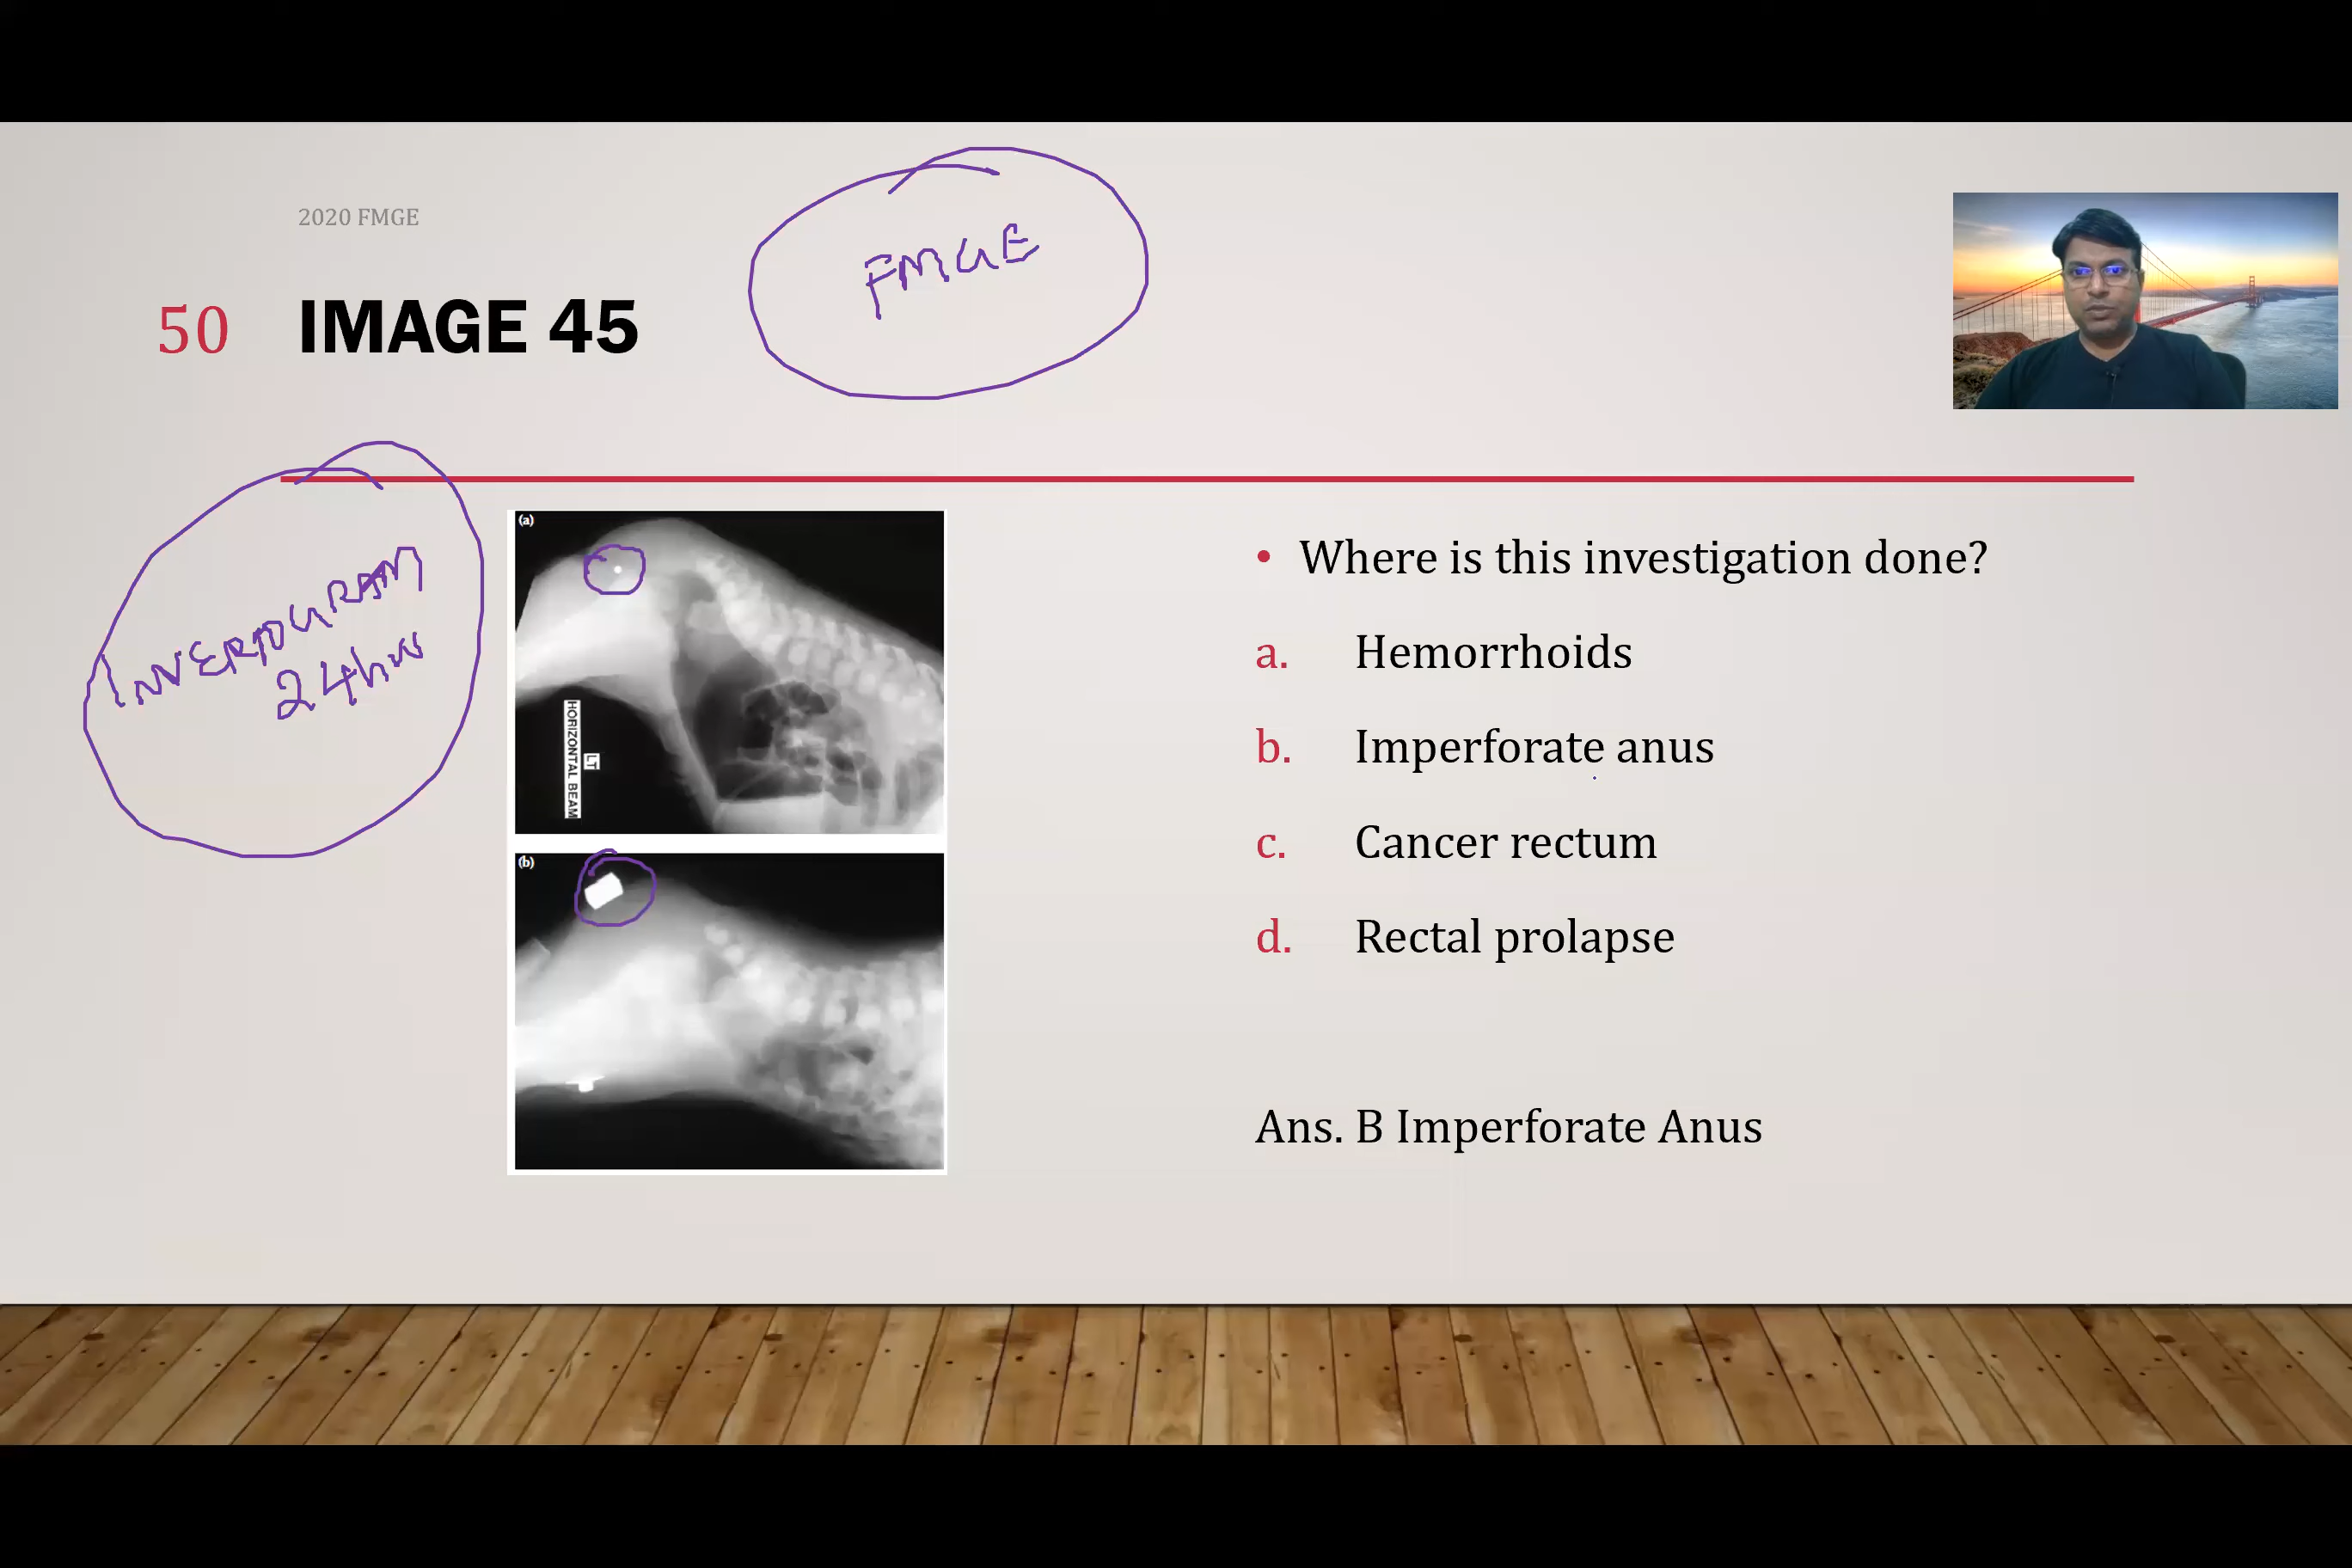 2020 FMGE
FMGE
50 IMAGE 45
INVERTOGRAM
24hrs
(a)
HORIZONTAL BEAM
LT
(b)
• Where is this investigation done?
a. Hemorrhoids
b. Imperforate anus
c. Cancer rectum
d. Rectal prolapse
Ans. B Imperforate Anus